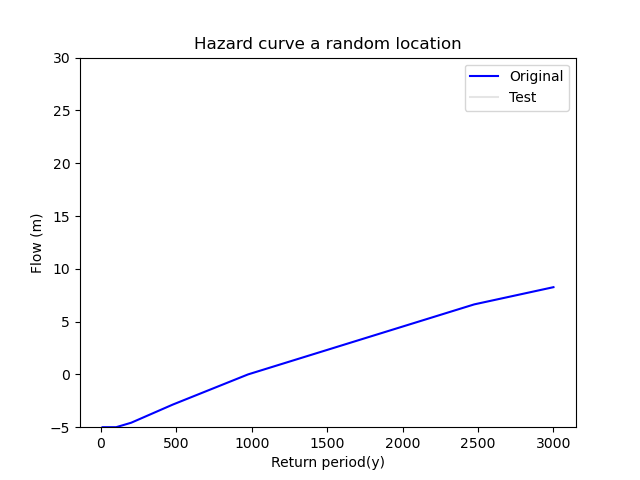 Hazard curve a random location
30
25
20
15
10
5
0
−5
Flow (m)
Original
Test
0 500 1000 1500 2000 2500 3000
Return period(y)